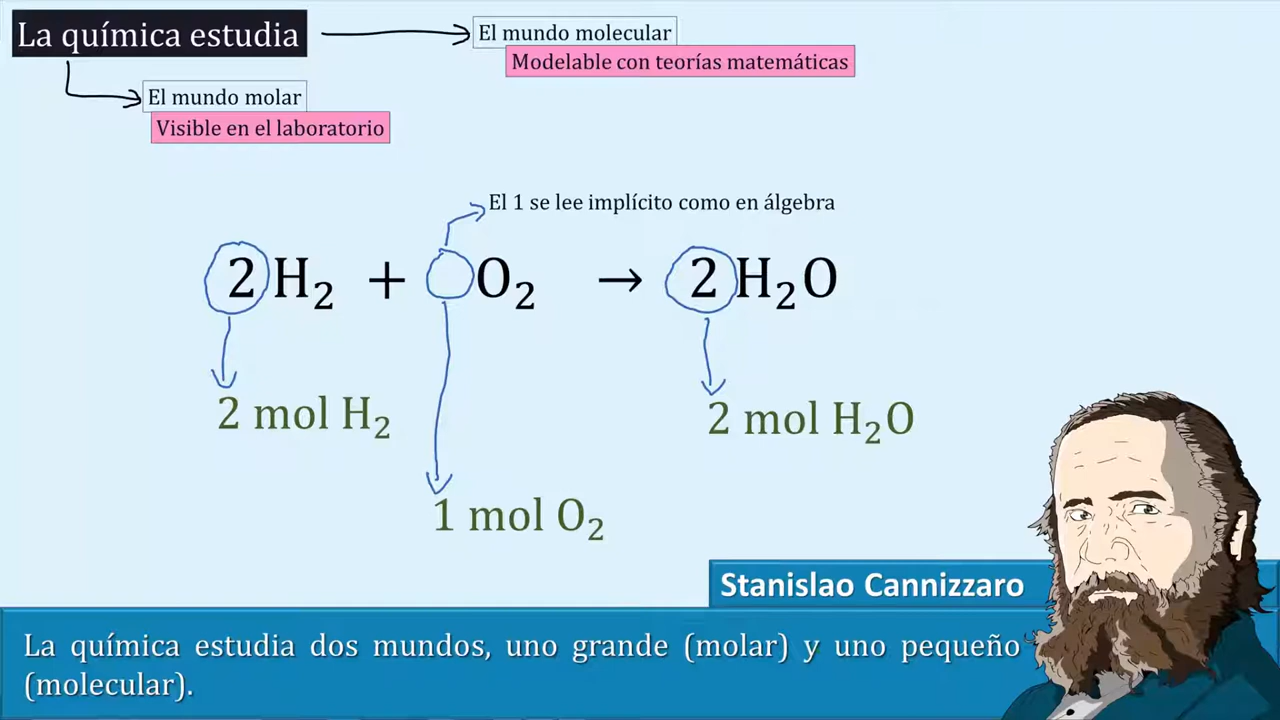 La química estudia
El mundo molecular
Modelable con teorías matemáticas
El mundo molar
Visible en el laboratorio
El 1 se lee implícito como en álgebra
2H₂ + O₂ → 2H₂O
2 mol H₂
2 mol H₂O
1 mol O₂
Stanislao Cannizzaro
La química estudia dos mundos, uno grande (molar) y uno pequeño
(molecular).